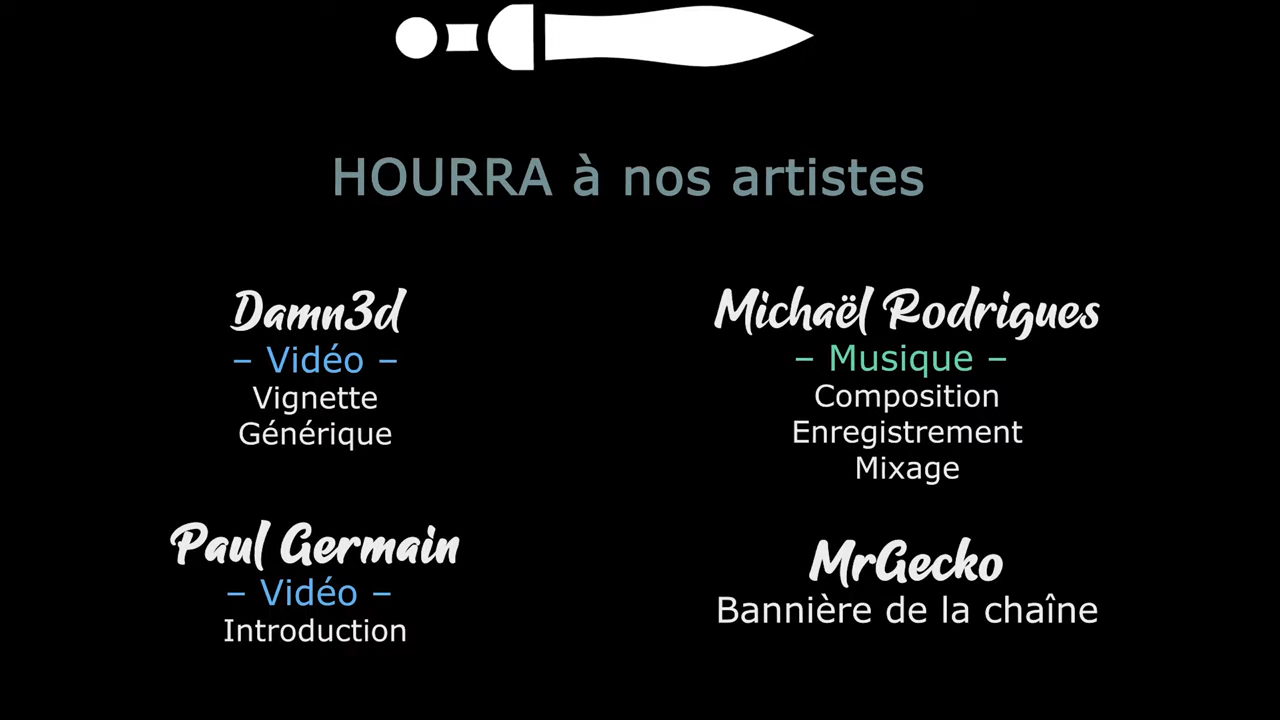 HOURRA à nos artistes
Damn3d
– Vidéo –
Vignette
Générique
Michaël Rodrigues
– Musique –
Composition
Enregistrement
Mixage
Paul Germain
– Vidéo –
Introduction
MrGecko
Bannière de la chaîne